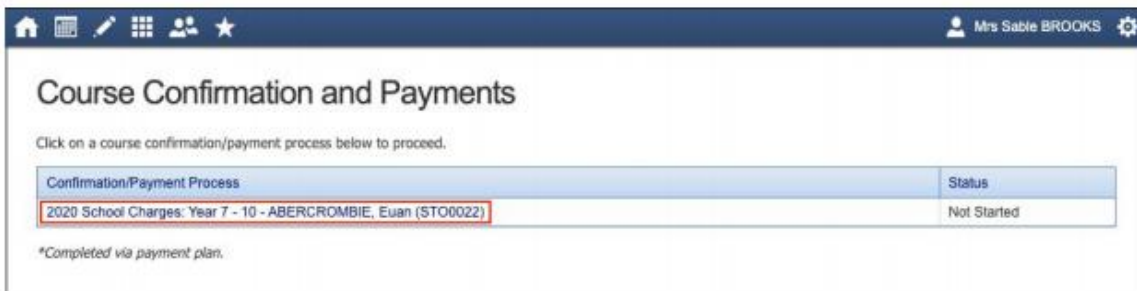 Mrs Sable BROOKS
Course Confirmation and Payments
Click on a course confirmation/payment process below to proceed.
Confirmation/Payment Process Status
2020 School Charges: Year 7 - 10 - ABERCROMBIE, Euan (STO0022) Not Started
*Completed via payment plan.